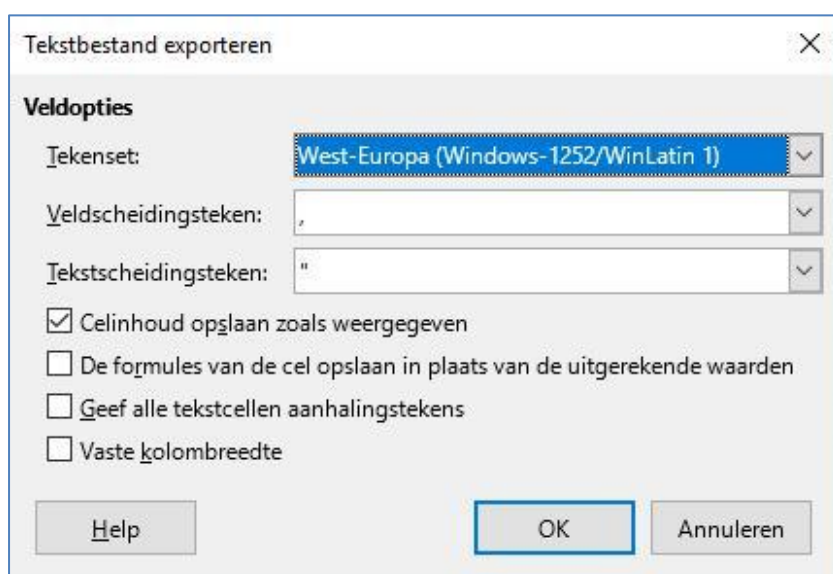 Tekstbestand exporteren
Veldopties
Tekenset: West-Europa (Windows-1252/WinLatin 1)
Veldscheidingsteken: ,
Tekstscheidingsteken: "
Celinhoud opslaan zoals weergegeven
De formules van de cel opslaan in plaats van de uitgerekende waarden
Geef alle tekstcellen aanhalingstekens
Vaste kolombreedte
Help OK Annuleren